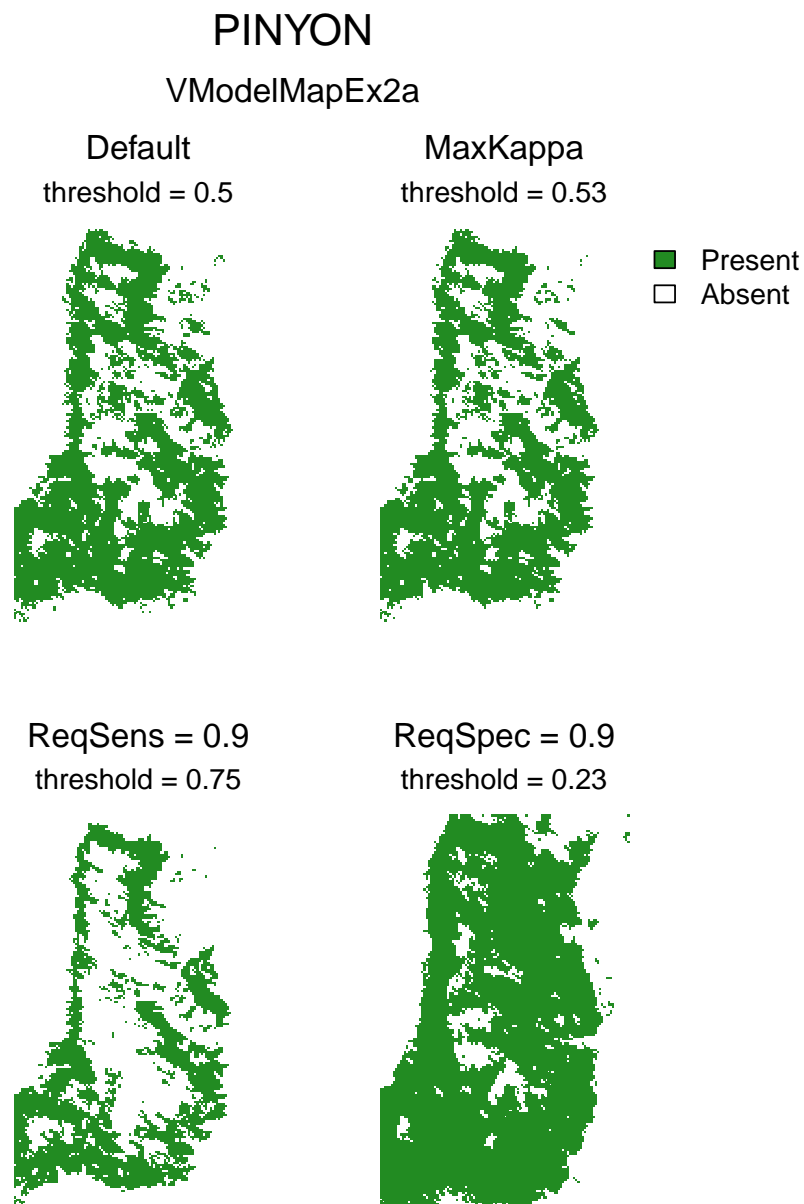 PINYON
VModelMapEx2a
Default
threshold = 0.5
MaxKappa
threshold = 0.53
Present
Absent
ReqSens = 0.9
threshold = 0.75
ReqSpec = 0.9
threshold = 0.23